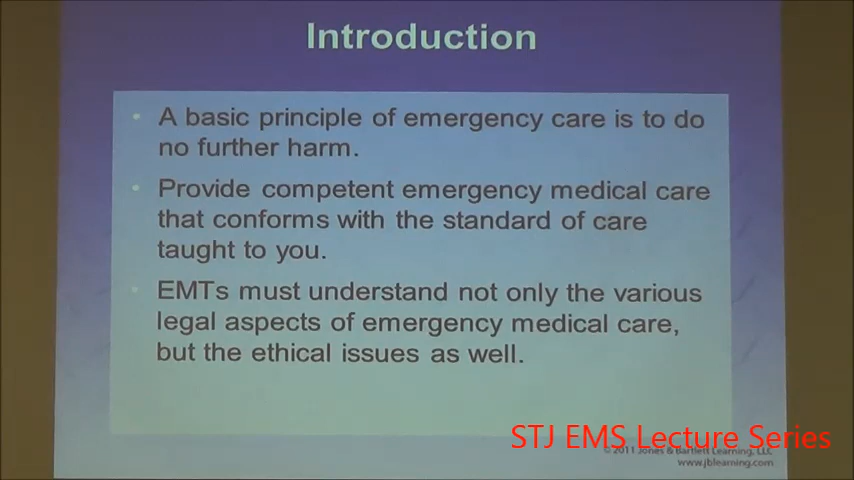 Introduction
• A basic principle of emergency care is to do
no further harm.
• Provide competent emergency medical care
that conforms with the standard of care
taught to you.
• EMTs must understand not only the various
legal aspects of emergency medical care,
but the ethical issues as well.
STJ EMS Lecture Series
© 2011 Jones & Bartlett Learning, LLC
www.jblearning.com